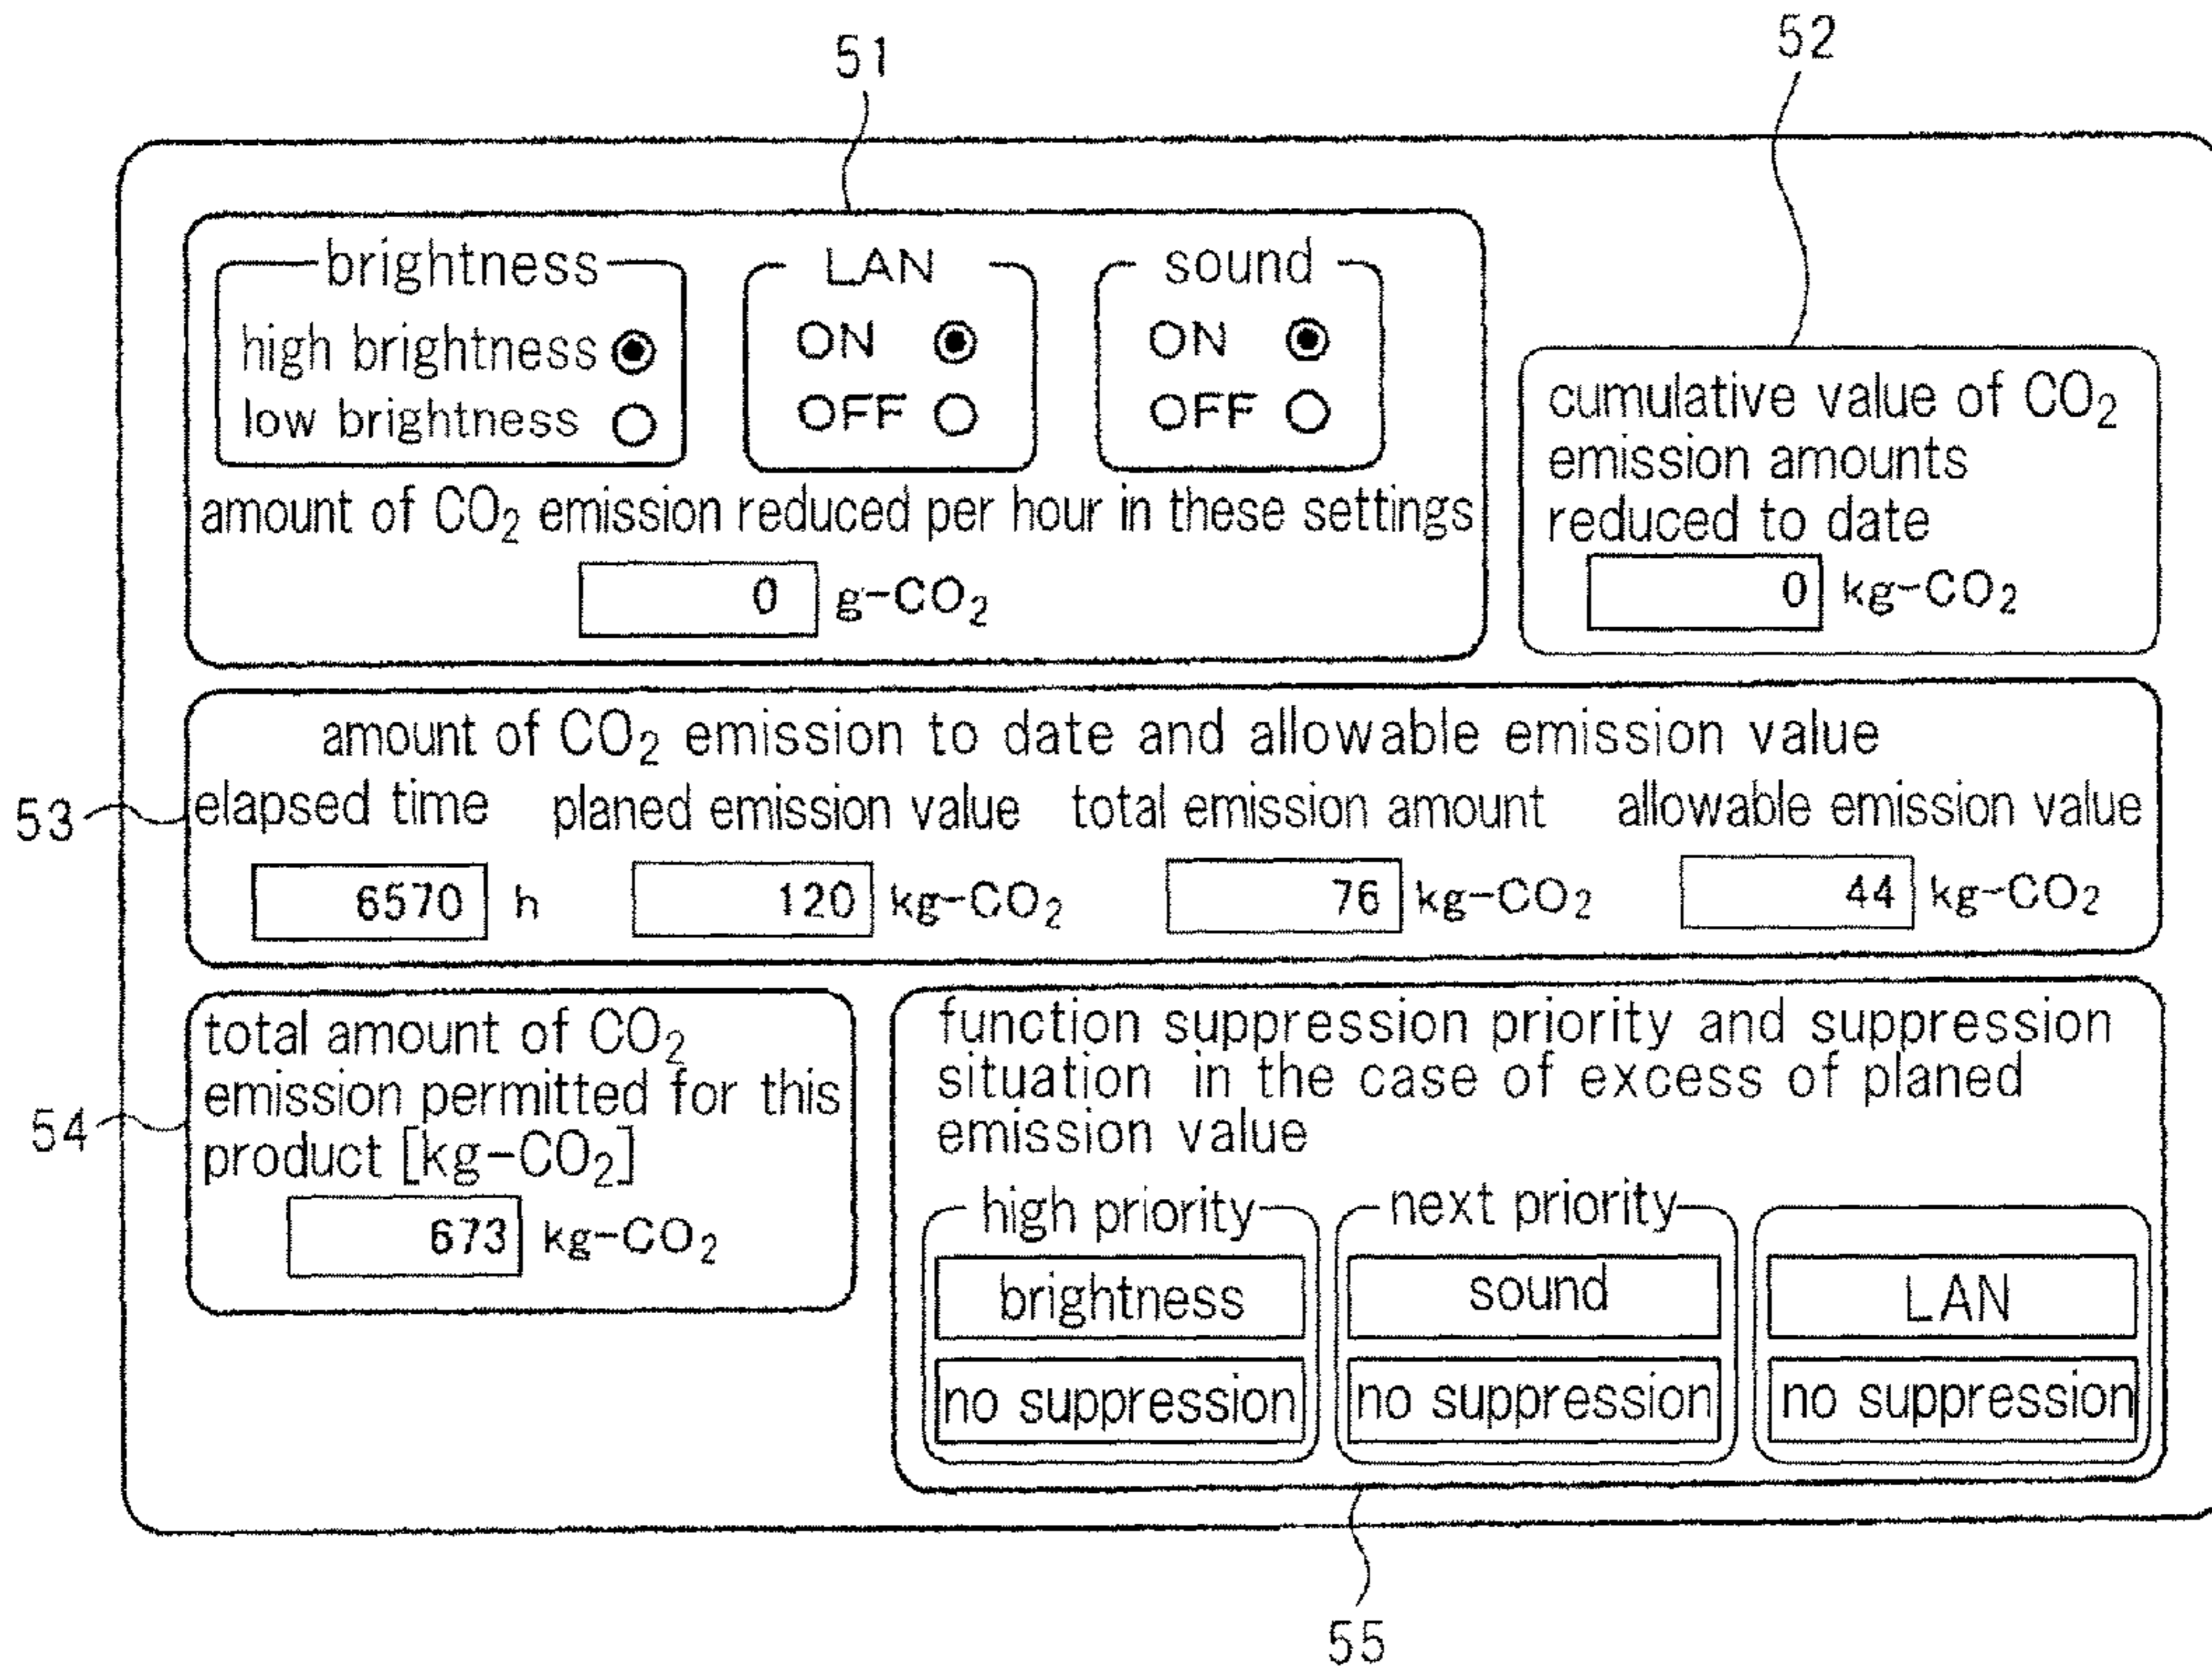 51
52
brightness
high brightness
low brightness
LAN
ON
OFF
sound
ON
OFF
amount of CO₂ emission reduced per hour in these settings
0 g-CO₂
cumulative value of CO₂
emission amounts
reduced to date
0 kg-CO₂
53
amount of CO₂ emission to date and allowable emission value
elapsed time planed emission value total emission amount allowable emission value
6570 h 120 kg-CO₂ 76 kg-CO₂ 44 kg-CO₂
54
total amount of CO₂
emission permitted for this
product [kg-CO₂]
673 kg-CO₂
function suppression priority and suppression
situation in the case of excess of planed
emission value
high priority
brightness
no suppression
next priority
sound
no suppression
LAN
no suppression
55